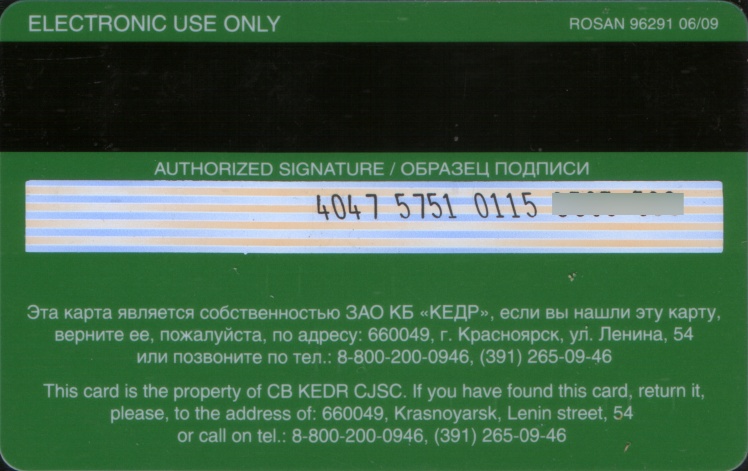 ELECTRONIC USE ONLY
ROSAN 96291 06/09
AUTHORIZED SIGNATURE / ОБРАЗЕЦ ПОДПИСИ
4047 5751 0115
Эта карта является собственностью ЗАО КБ «КЕДР», если вы нашли эту карту,
верните ее, пожалуйста, по адресу: 660049, г. Красноярск, ул. Ленина, 54
или позвоните по тел.: 8-800-200-0946, (391) 265-09-46
This card is the property of CB KEDR CJSC. If you have found this card, return it,
please, to the address of: 660049, Krasnoyarsk, Lenin street, 54
or call on tel.: 8-800-200-0946, (391) 265-09-46